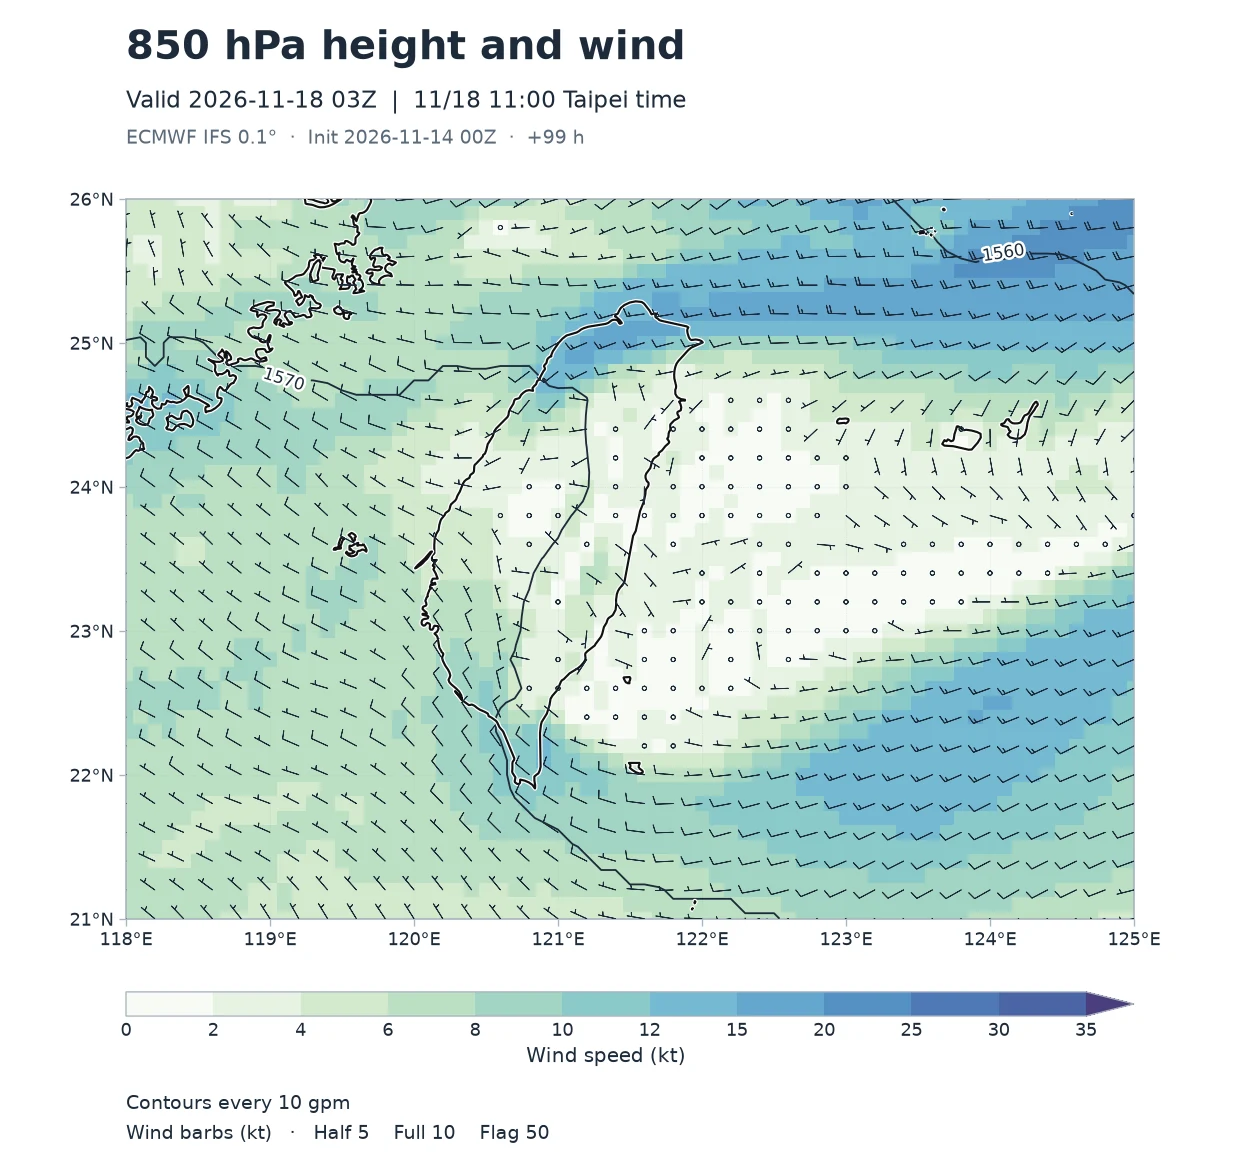 850 hPa height and wind
Valid 2026-11-18 03Z | 11/18 11:00 Taipei time
ECMWF IFS 0.1° · Init 2026-11-14 00Z · +99 h
26°N
1560
25°N
1570
24°N
23°N
22°N
21°N
118°E 119°E 120°E 121°E 122°E 123°E 124°E 125°E
0 2 4 6 8 10 12 15 20 25 30 35
Wind speed (kt)
Contours every 10 gpm
Wind barbs (kt) · Half 5 Full 10 Flag 50